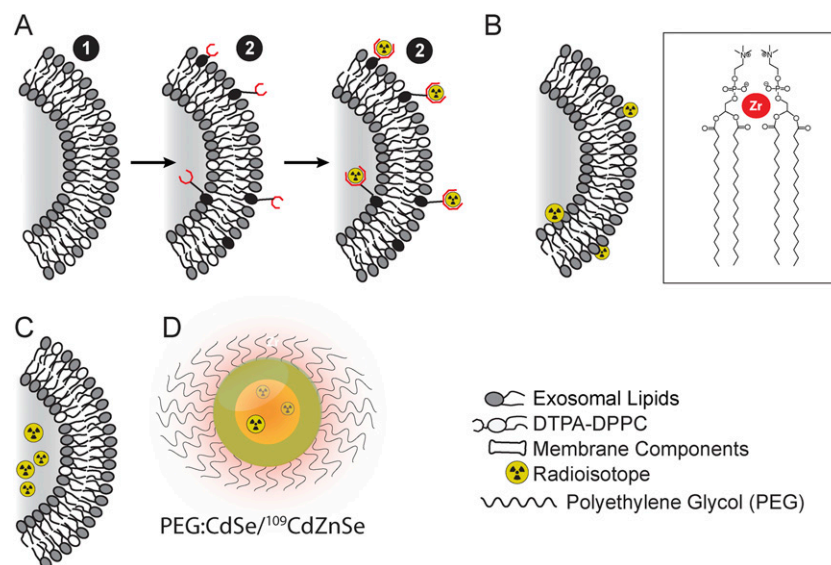 A
1
2
2
B
Zr
C
D
PEG:CdSe/¹⁰⁹CdZnSe
Exosomal Lipids
DTPA-DPPC
Membrane Components
Radioisotope
Polyethylene Glycol (PEG)